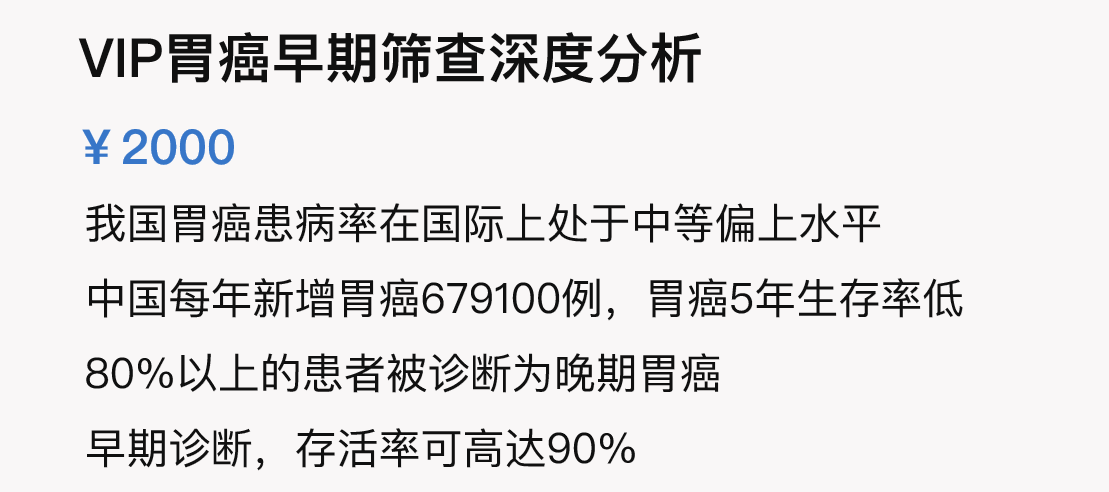 VIP胃癌早期筛查深度分析
¥ 2000
我国胃癌患病率在国际上处于中等偏上水平
中国每年新增胃癌679100例，胃癌5年生存率低
80%以上的患者被诊断为晚期胃癌
早期诊断，存活率可高达90%